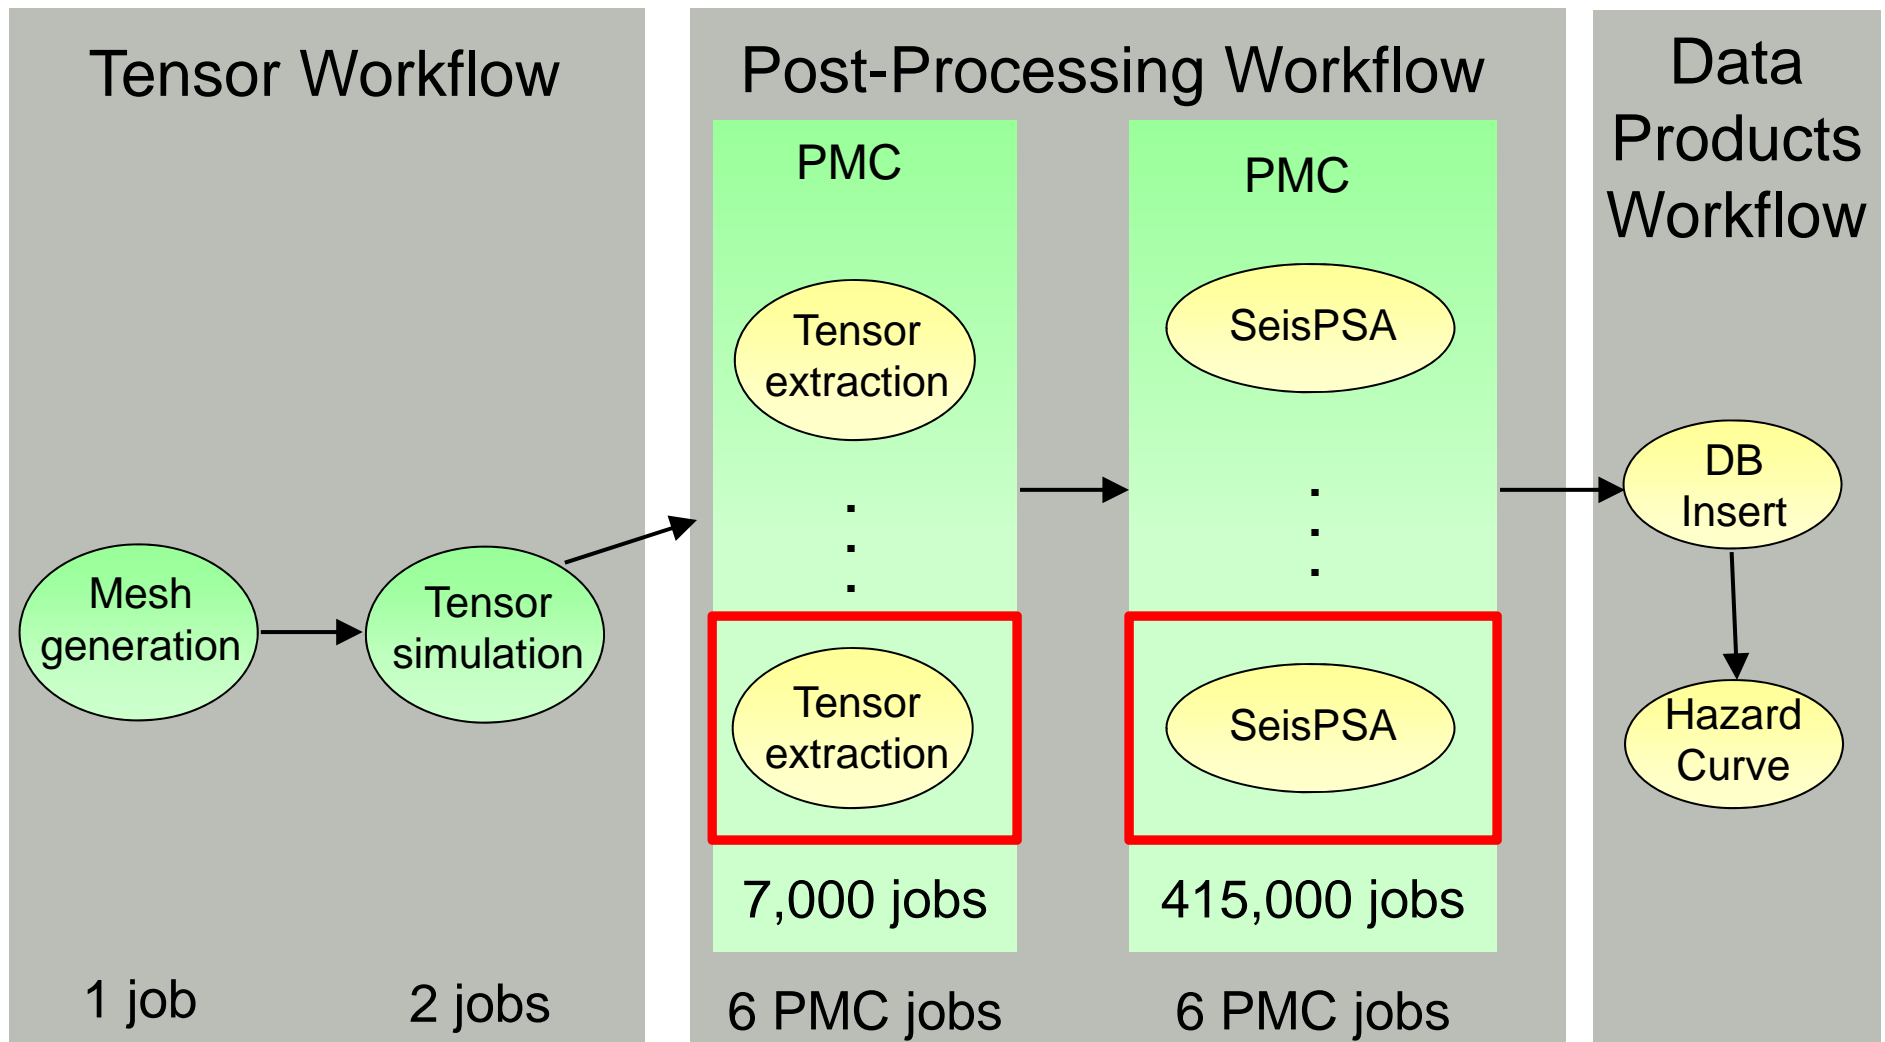 Tensor Workflow
Mesh
generation
Tensor
simulation
1 job
2 jobs
Post-Processing Workflow
PMC
Tensor
extraction
.
.
.
Tensor
extraction
7,000 jobs
6 PMC jobs
PMC
SeisPSA
.
.
.
SeisPSA
415,000 jobs
6 PMC jobs
Data
Products
Workflow
DB
Insert
Hazard
Curve